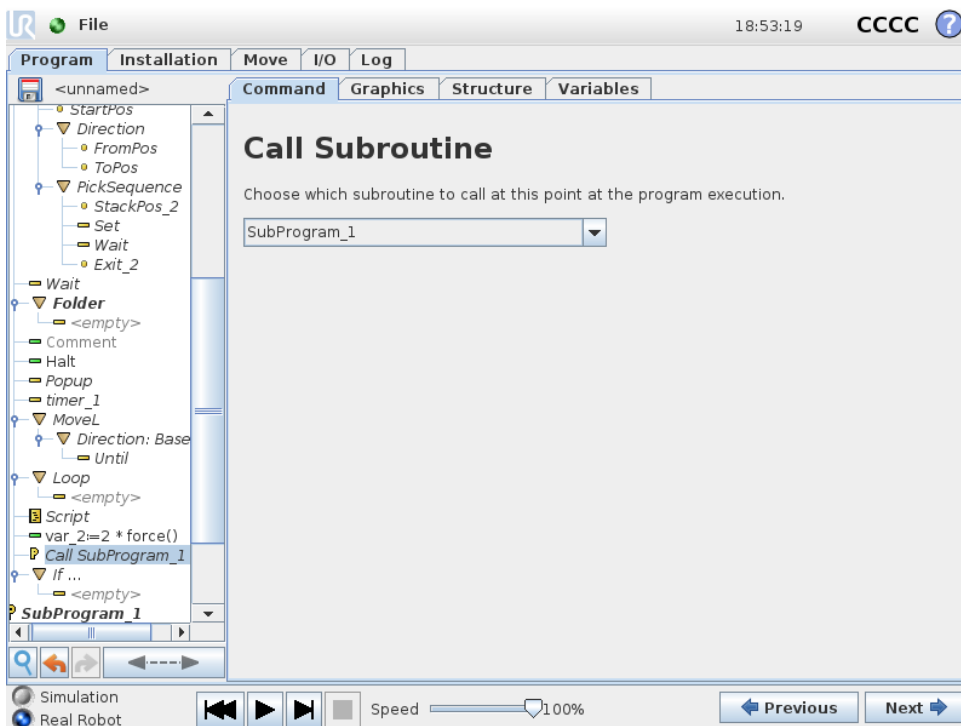 UR File 18:53:19 CCCC ?
Program Installation Move I/O Log
<unnamed> Command Graphics Structure Variables
StartPos
Direction
FromPos
ToPos
PickSequence
StackPos_2
Set
Wait
Exit_2
Wait
Folder
<empty>
Comment
Halt
Popup
timer_1
MoveL
Direction: Base
Until
Loop
<empty>
Script
var_2:=2 * force()
Call SubProgram_1
If ...
<empty>
SubProgram_1
Call Subroutine
Choose which subroutine to call at this point at the program execution.
SubProgram_1
Simulation
Real Robot
Speed 100%
Previous Next